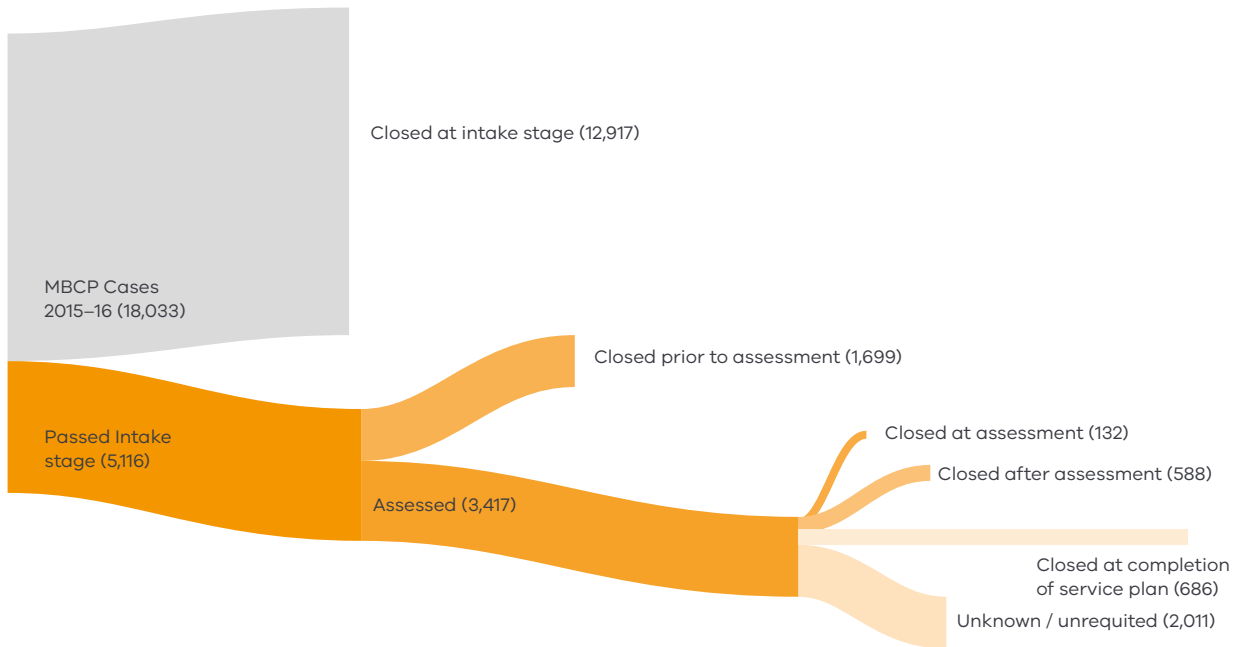 Closed at intake stage (12,917)
MBCP Cases
2015–16 (18,033)
Closed prior to assessment (1,699)
Passed Intake
stage (5,116)
Closed at assessment (132)
Closed after assessment (588)
Assessed (3,417)
Closed at completion
of service plan (686)
Unknown / unrequited (2,011)